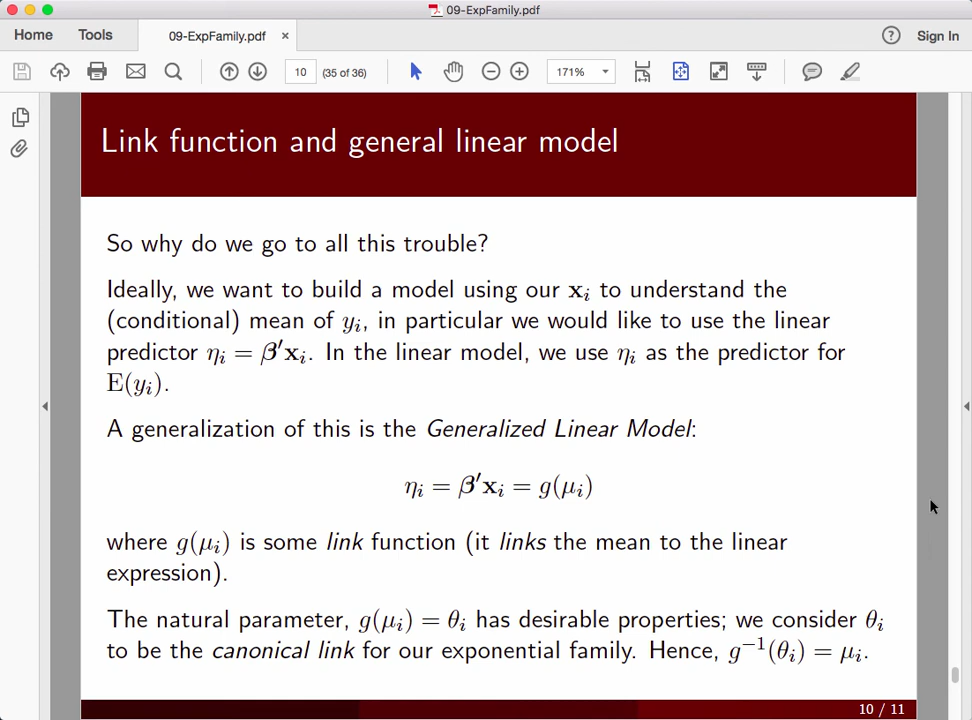 09-ExpFamily.pdf
Home Tools 09-ExpFamily.pdf × ? Sign In
10 (35 of 36) 171%
Link function and general linear model
So why do we go to all this trouble?
Ideally, we want to build a model using our xᵢ to understand the
(conditional) mean of yᵢ, in particular we would like to use the linear
predictor ηᵢ = β′xᵢ. In the linear model, we use ηᵢ as the predictor for
E(yᵢ).
A generalization of this is the Generalized Linear Model:
ηᵢ = β′xᵢ = g(μᵢ)
where g(μᵢ) is some link function (it links the mean to the linear
expression).
The natural parameter, g(μᵢ) = θᵢ has desirable properties; we consider θᵢ
to be the canonical link for our exponential family. Hence, g⁻¹(θᵢ) = μᵢ.
10 / 11